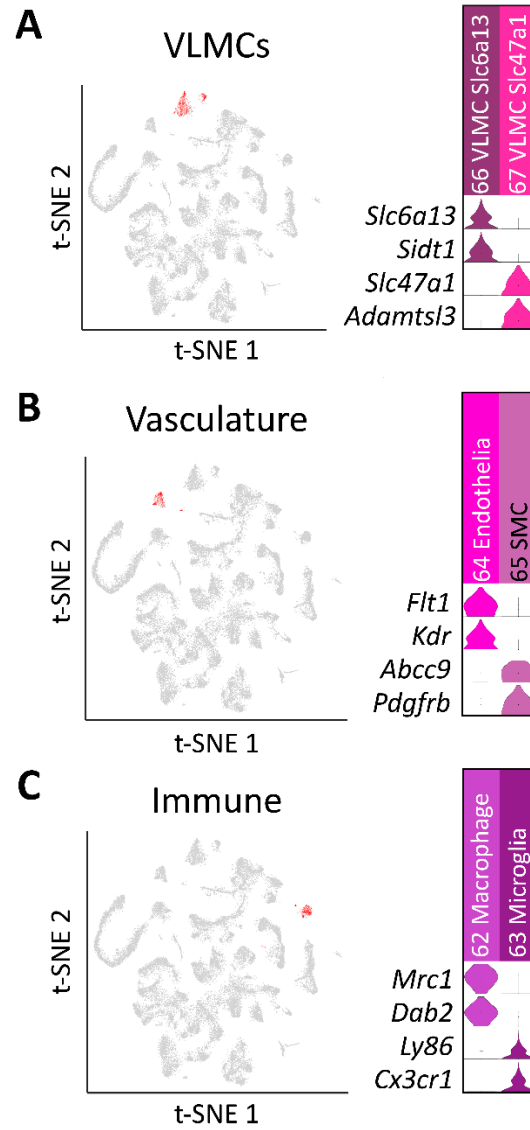 A
VLMCs
t-SNE 2
t-SNE 1
66 VLMC Slc6a13
67 VLMC Slc47a1
Slc6a13
Sidt1
Slc47a1
Adamtsl3
B
Vasculature
t-SNE 2
t-SNE 1
64 Endothelia
65 SMC
Flt1
Kdr
Abcc9
Pdgfrb
C
Immune
t-SNE 2
t-SNE 1
62 Macrophage
63 Microglia
Mrc1
Dab2
Ly86
Cx3cr1